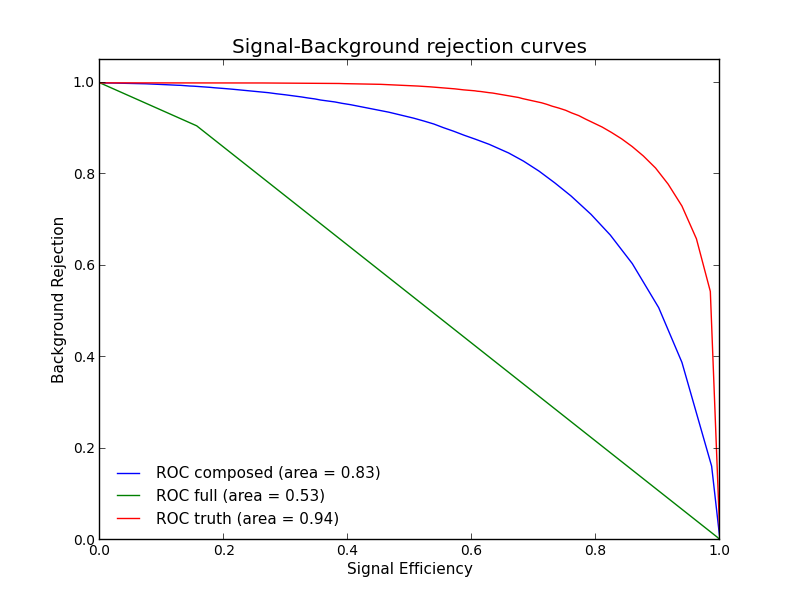 Signal-Background rejection curves
Background Rejection
1.0
0.8
0.6
0.4
0.2
0.0
ROC composed (area = 0.83)
ROC full (area = 0.53)
ROC truth (area = 0.94)
0.0 0.2 0.4 0.6 0.8 1.0
Signal Efficiency